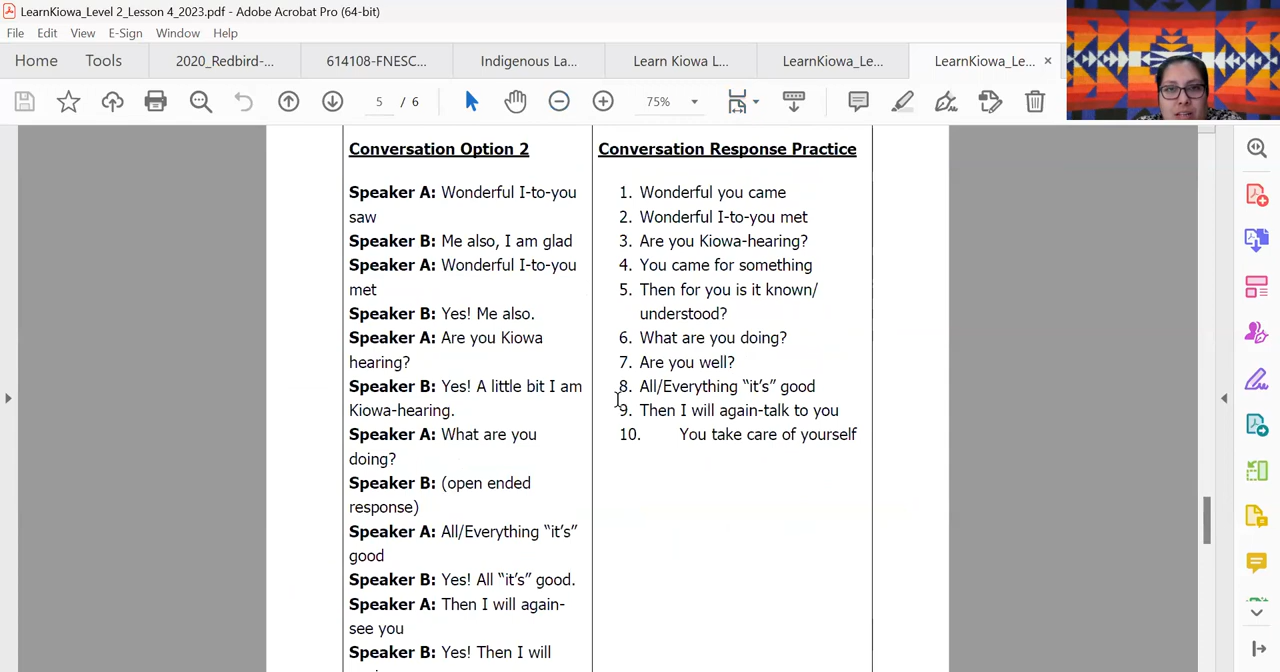 LearnKiowa_Level 2_Lesson 4_2023.pdf - Adobe Acrobat Pro (64-bit)
File Edit View E-Sign Window Help
Home Tools 2020_Redbird-... 614108-FNESC... Indigenous La... Learn Kiowa L... LearnKiowa_Le... LearnKiowa_Le... ×
5 / 6 75%
Conversation Option 2
Speaker A: Wonderful I-to-you
saw
Speaker B: Me also, I am glad
Speaker A: Wonderful I-to-you
met
Speaker B: Yes! Me also.
Speaker A: Are you Kiowa
hearing?
Speaker B: Yes! A little bit I am
Kiowa-hearing.
Speaker A: What are you
doing?
Speaker B: (open ended
response)
Speaker A: All/Everything “it’s”
good
Speaker B: Yes! All “it’s” good.
Speaker A: Then I will again-
see you
Speaker B: Yes! Then I will
Conversation Response Practice
1. Wonderful you came
2. Wonderful I-to-you met
3. Are you Kiowa-hearing?
4. You came for something
5. Then for you is it known/
understood?
6. What are you doing?
7. Are you well?
8. All/Everything “it’s” good
9. Then I will again-talk to you
10. You take care of yourself